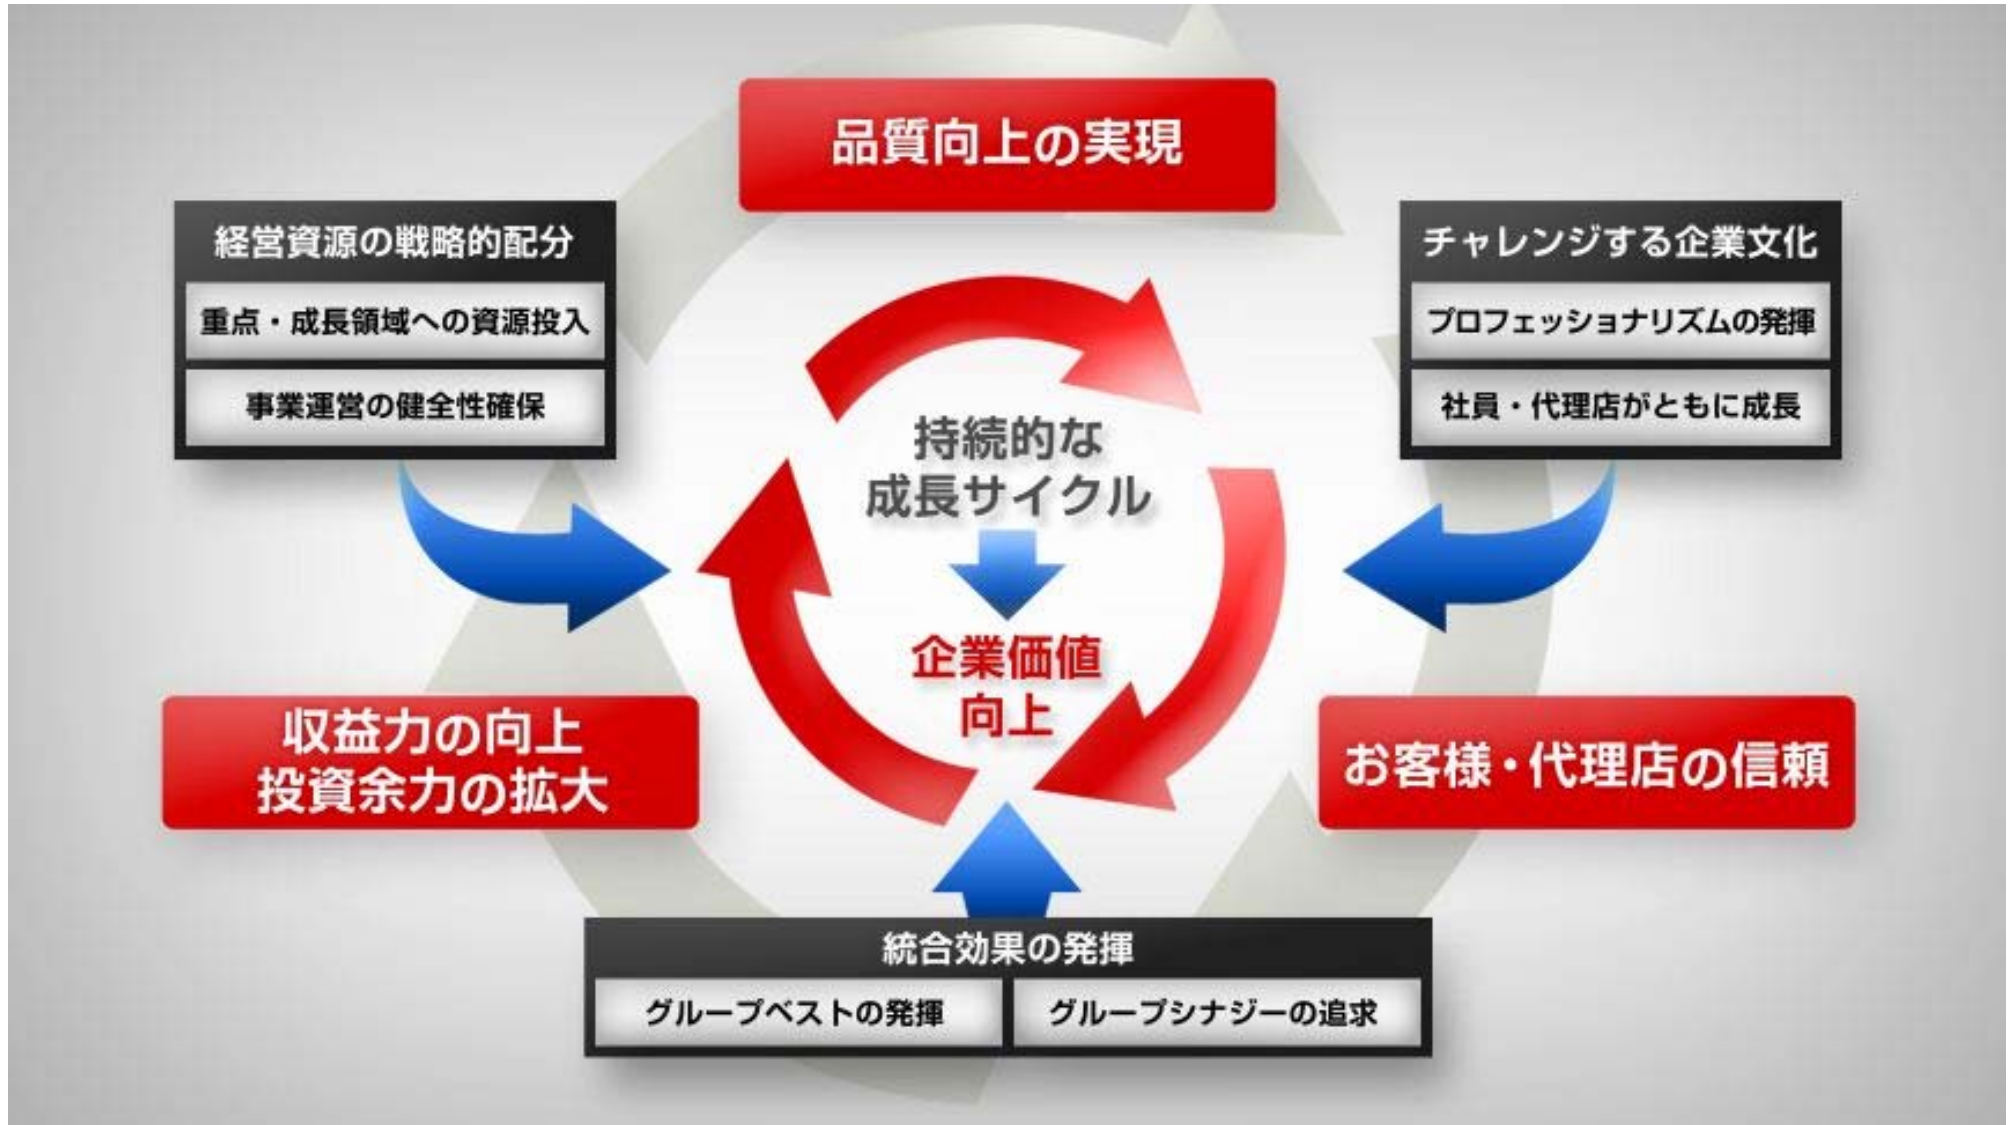 品質向上の実現
経営資源の戦略的配分
重点・成長領域への資源投入
事業運営の健全性確保
チャレンジする企業文化
プロフェッショナリズムの発揮
社員・代理店がともに成長
持続的な
成長サイクル
企業価値
向上
収益力の向上
投資余力の拡大
お客様・代理店の信頼
統合効果の発揮
グループベストの発揮
グループシナジーの追求